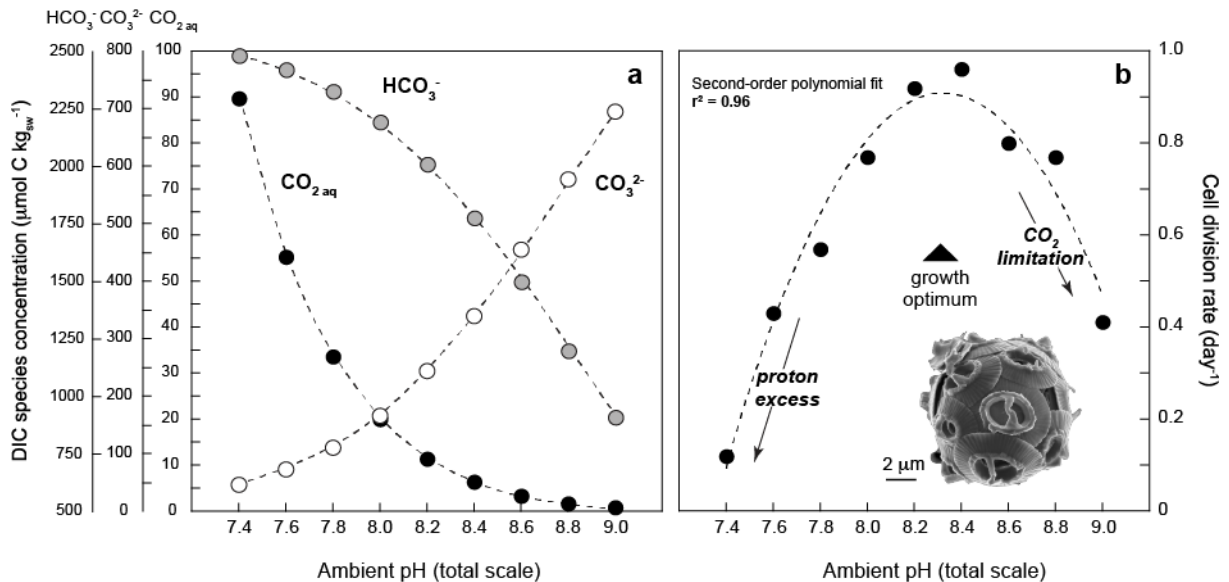 HCO₃⁻ CO₃²⁻ CO₂ aq
DIC species concentration (μmol C kg_sw⁻¹)
2500
2250
2000
1750
1500
1250
1000
750
500
800
700
600
500
400
300
200
100
0
100
90
80
70
60
50
40
30
20
10
0
a
HCO₃⁻
CO₂ aq
CO₃²⁻
7.4 7.6 7.8 8.0 8.2 8.4 8.6 8.8 9.0
Ambient pH (total scale)
b
Second-order polynomial fit
r² = 0.96
CO₂
limitation
growth
optimum
proton
excess
2 μm
1.0
0.8
0.6
0.4
0.2
0
Cell division rate (day⁻¹)
7.4 7.6 7.8 8.0 8.2 8.4 8.6 8.8 9.0
Ambient pH (total scale)